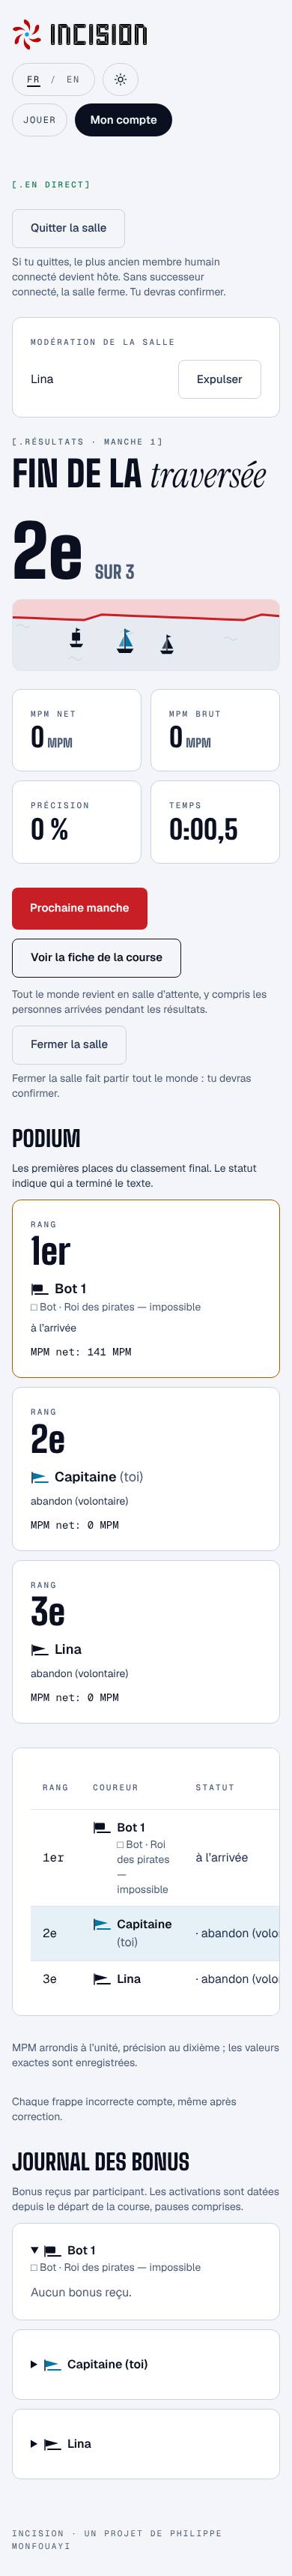 INCISION
FR / EN
JOUER
Mon compte
[.EN DIRECT]
Quitter la salle
Si tu quittes, le plus ancien membre humain
connecté devient hôte. Sans successeur
connecté, la salle ferme. Tu devras confirmer.
MODÉRATION DE LA SALLE
Lina
Expulser
[.RÉSULTATS · MANCHE 1]
FIN DE LA traversée
2e SUR 3
MPM NET
0 MPM
MPM BRUT
0 MPM
PRÉCISION
0 %
TEMPS
0:00,5
Prochaine manche
Voir la fiche de la course
Tout le monde revient en salle d'attente, y compris les
personnes arrivées pendant les résultats.
Fermer la salle
Fermer la salle fait partir tout le monde : tu devras
confirmer.
PODIUM
Les premières places du classement final. Le statut
indique qui a terminé le texte.
RANG
1er
Bot 1
□ Bot · Roi des pirates — impossible
à l'arrivée
MPM net: 141 MPM
RANG
2e
Capitaine (toi)
abandon (volontaire)
MPM net: 0 MPM
RANG
3e
Lina
abandon (volontaire)
MPM net: 0 MPM
RANG COUREUR STATUT
1er
Bot 1
□ Bot · Roi
des pirates
—
impossible
à l'arrivée
2e
Capitaine
(toi)
· abandon (volo
3e Lina · abandon (volo
MPM arrondis à l'unité, précision au dixième ; les valeurs
exactes sont enregistrées.
Chaque frappe incorrecte compte, même après
correction.
JOURNAL DES BONUS
Bonus reçus par participant. Les activations sont datées
depuis le départ de la course, pauses comprises.
▼ Bot 1
□ Bot · Roi des pirates — impossible
Aucun bonus reçu.
▶ Capitaine (toi)
▶ Lina
INCISION · UN PROJET DE PHILIPPE
MONFOUAYI